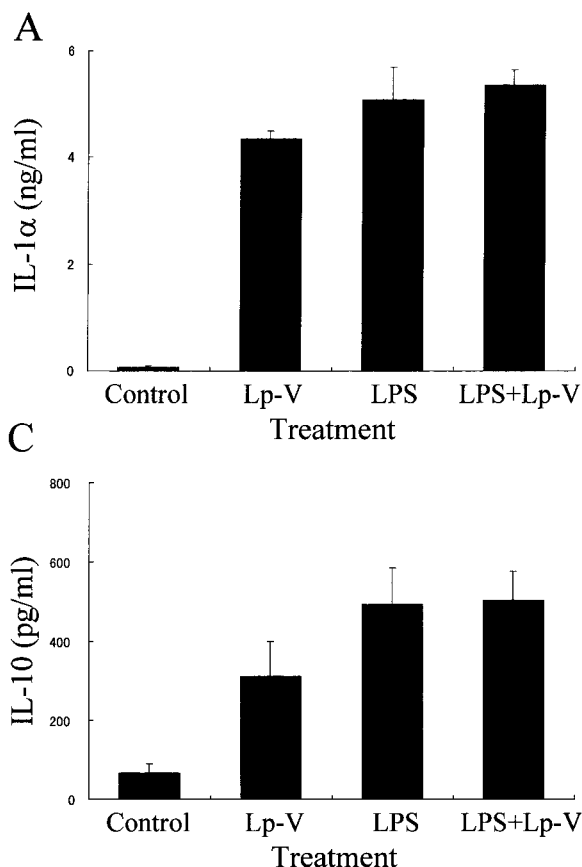 A
6
4
2
0
IL-1α (ng/ml)
Control Lp-V LPS LPS+Lp-V
Treatment
C
800
600
400
200
0
IL-10 (pg/ml)
Control Lp-V LPS LPS+Lp-V
Treatment